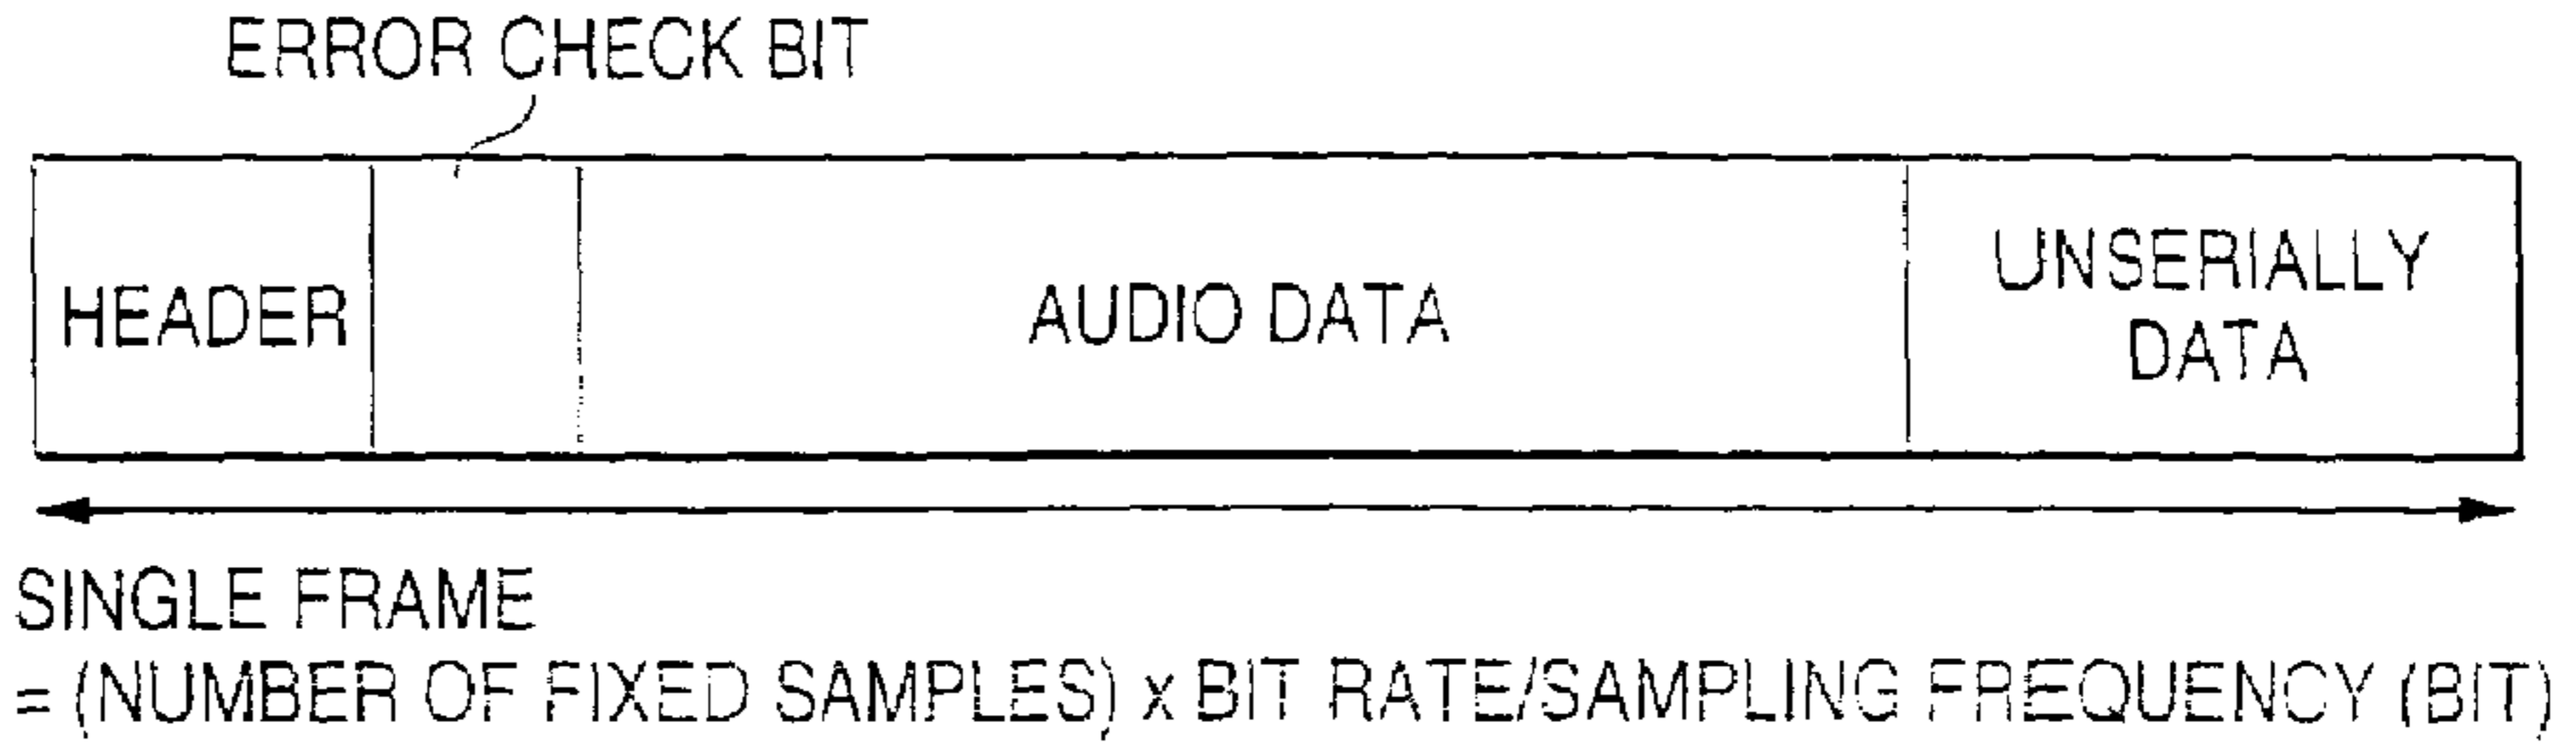 ERROR CHECK BIT
HEADER
AUDIO DATA
UNSERIALLY
DATA
SINGLE FRAME
= (NUMBER OF FIXED SAMPLES) x BIT RATE/SAMPLING FREQUENCY (BIT)